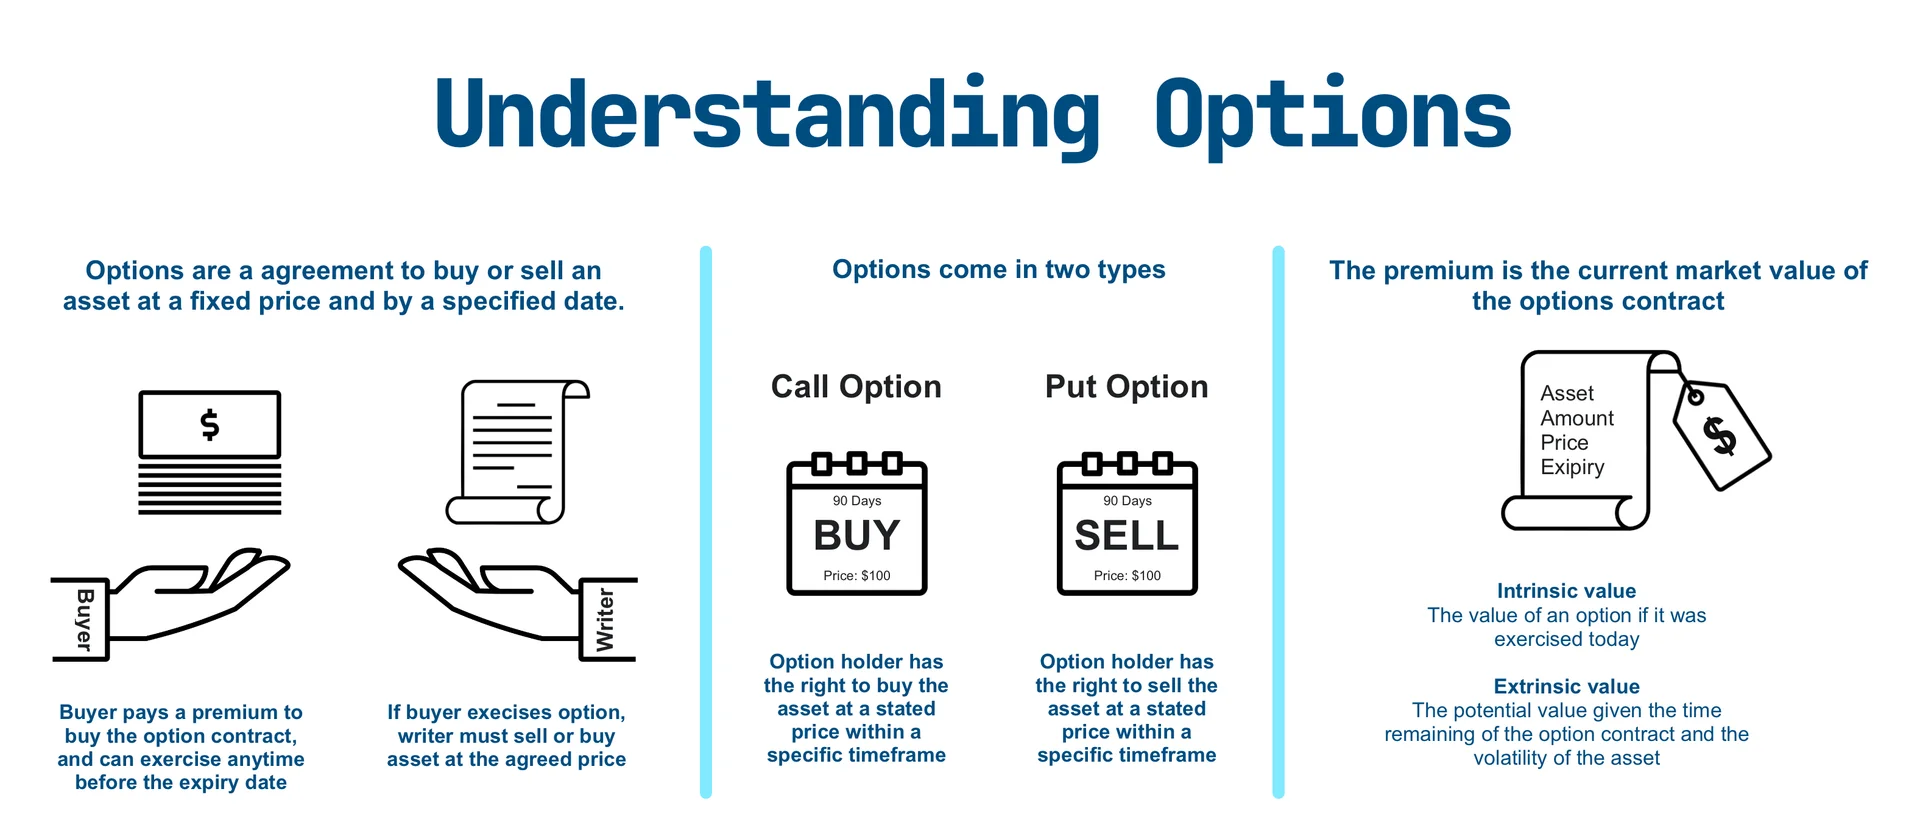 Understanding Options
Options are a agreement to buy or sell an
asset at a fixed price and by a specified date.
$
Buyer
Writer
Buyer pays a premium to
buy the option contract,
and can exercise anytime
before the expiry date
If buyer execises option,
writer must sell or buy
asset at the agreed price
Options come in two types
Call Option
90 Days
BUY
Price: $100
Option holder has
the right to buy the
asset at a stated
price within a
specific timeframe
Put Option
90 Days
SELL
Price: $100
Option holder has
the right to sell the
asset at a stated
price within a
specific timeframe
The premium is the current market value of
the options contract
Asset
Amount
Price
Exipiry
$
Intrinsic value
The value of an option if it was
exercised today
Extrinsic value
The potential value given the time
remaining of the option contract and the
volatility of the asset